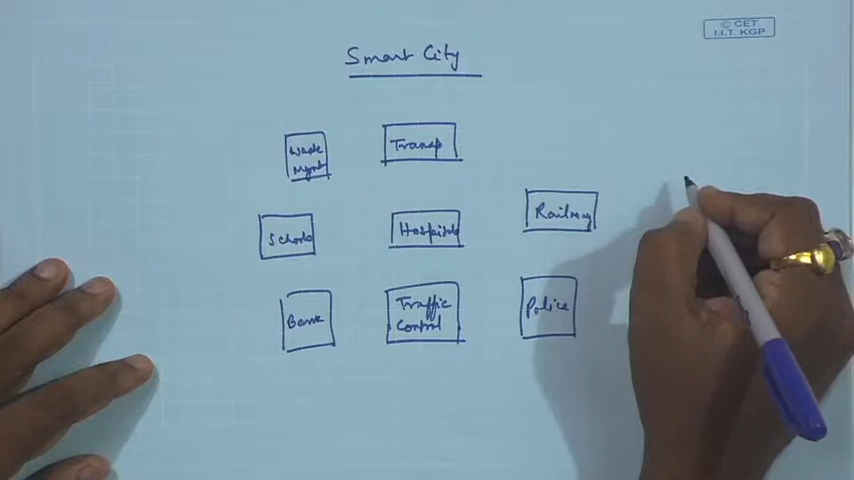 © CET
I.I.T. KGP
Smart City
Waste
Mgmt
Transp
Schools
Hospitals
Railway
Bank
Traffic
Control
Police